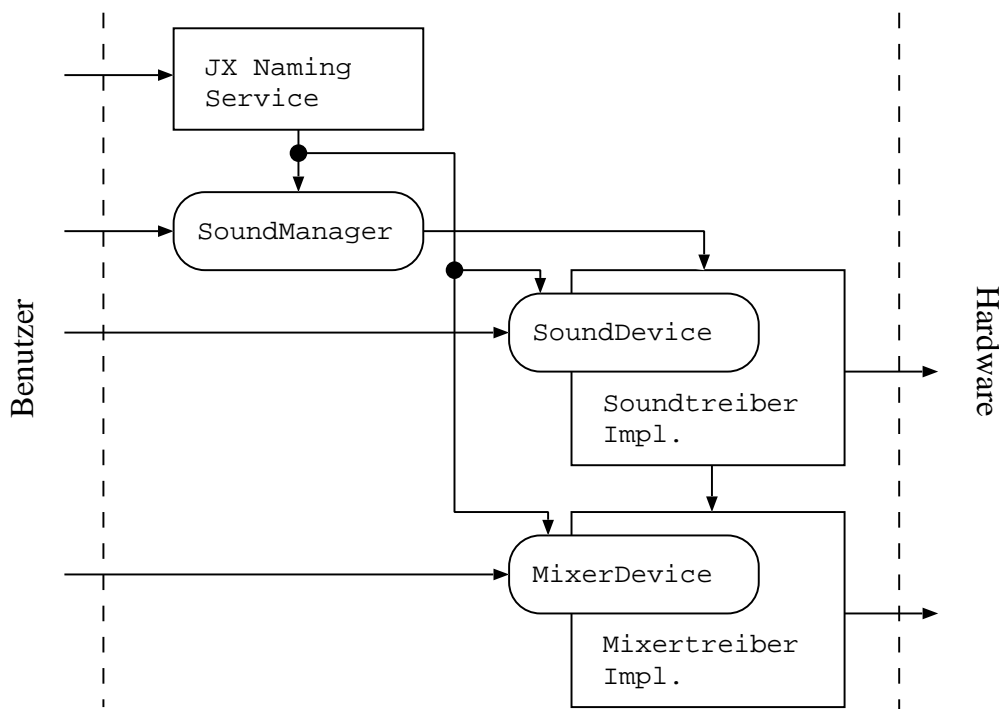 JX Naming
Service
SoundManager
Benutzer
SoundDevice
Hardware
Soundtreiber
Impl.
MixerDevice
Mixertreiber
Impl.